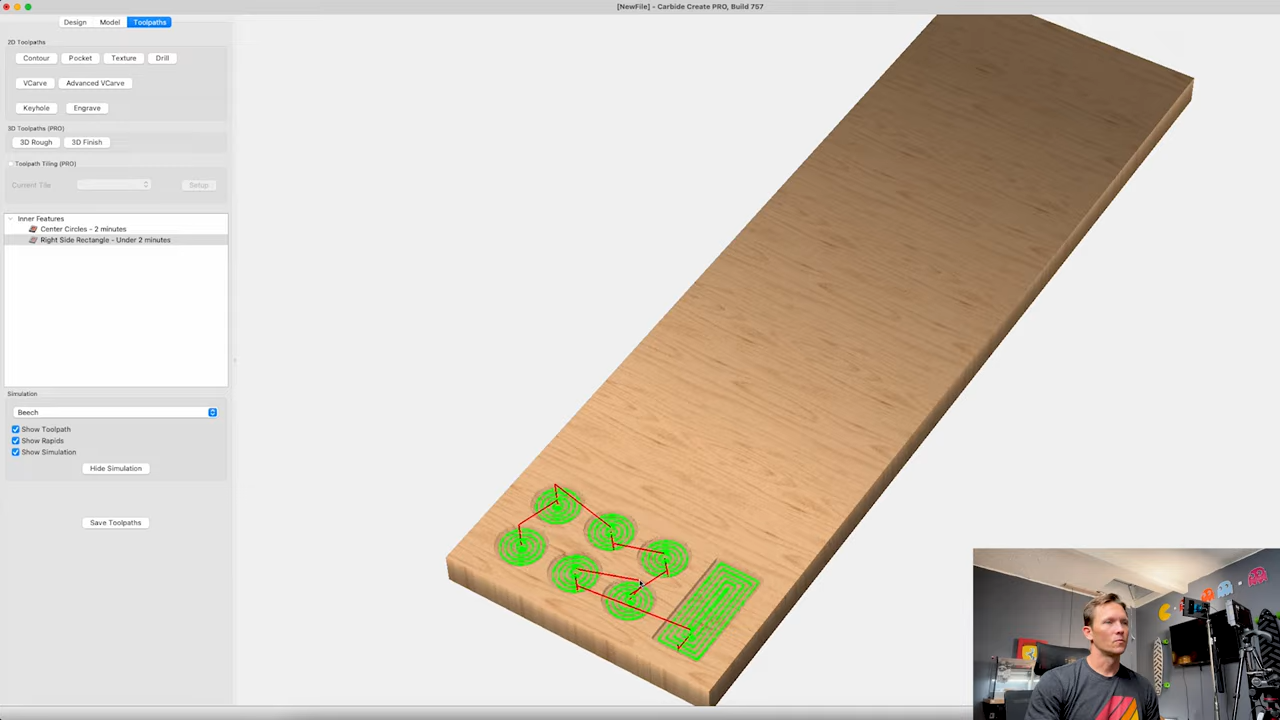 [NewFile] - Carbide Create PRO, Build 757
Design Model Toolpaths
2D Toolpaths
Contour Pocket Texture Drill
VCarve Advanced VCarve
Keyhole Engrave
3D Toolpaths (PRO)
3D Rough 3D Finish
Toolpath Tiling (PRO)
Current Tile Setup
Inner Features
Center Circles - 2 minutes
Right Side Rectangle - Under 2 minutes
Simulation
Beech
Show Toolpath
Show Rapids
Show Simulation
Hide Simulation
Save Toolpaths